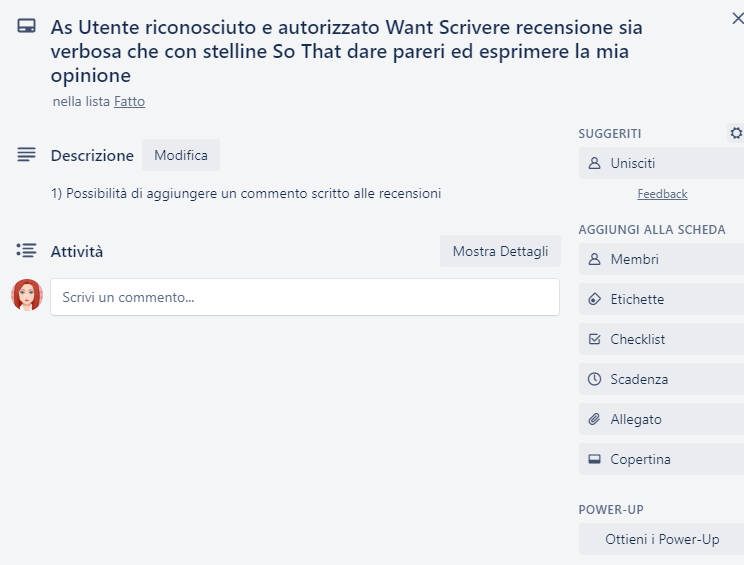 As Utente riconosciuto e autorizzato Want Scrivere recensione sia
verbosa che con stelline So That dare pareri ed esprimere la mia
opinione
nella lista Fatto
Descrizione
Modifica
1) Possibilità di aggiungere un commento scritto alle recensioni
Attività
Mostra Dettagli
Scrivi un commento...
SUGGERITI
Unisciti
Feedback
AGGIUNGI ALLA SCHEDA
Membri
Etichette
Checklist
Scadenza
Allegato
Copertina
POWER-UP
Ottieni i Power-Up